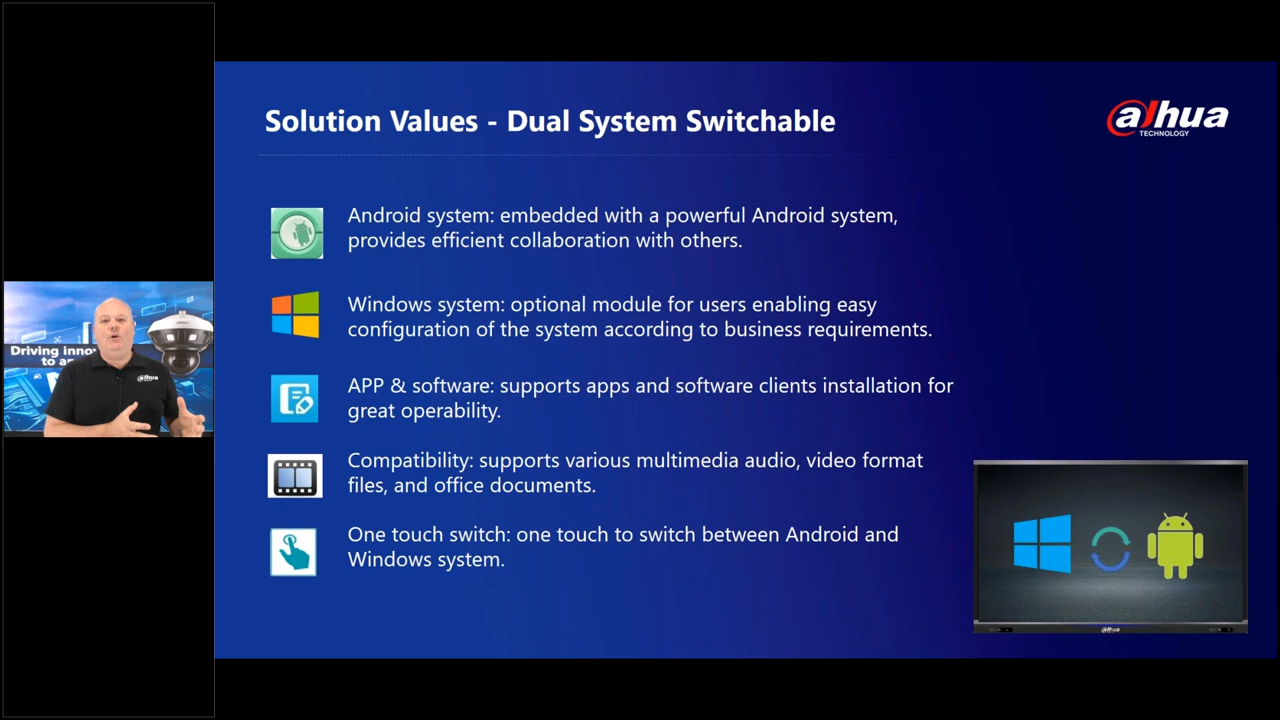 Solution Values - Dual System Switchable
alhua
TECHNOLOGY
Android system: embedded with a powerful Android system,
provides efficient collaboration with others.
Windows system: optional module for users enabling easy
configuration of the system according to business requirements.
APP & software: supports apps and software clients installation for
great operability.
Compatibility: supports various multimedia audio, video format
files, and office documents.
One touch switch: one touch to switch between Android and
Windows system.
Driving inno
to a
alhua
alhua